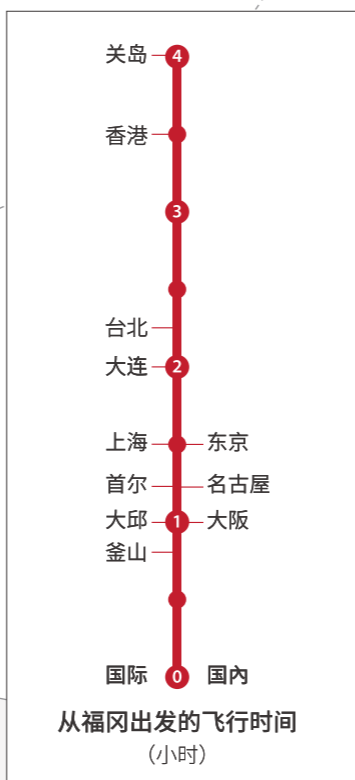 关岛 4
香港
3
台北
大连 2
上海 东京
首尔 名古屋
大邱 1 大阪
釜山
国际 0 国内
从福冈出发的飞行时间
（小时）